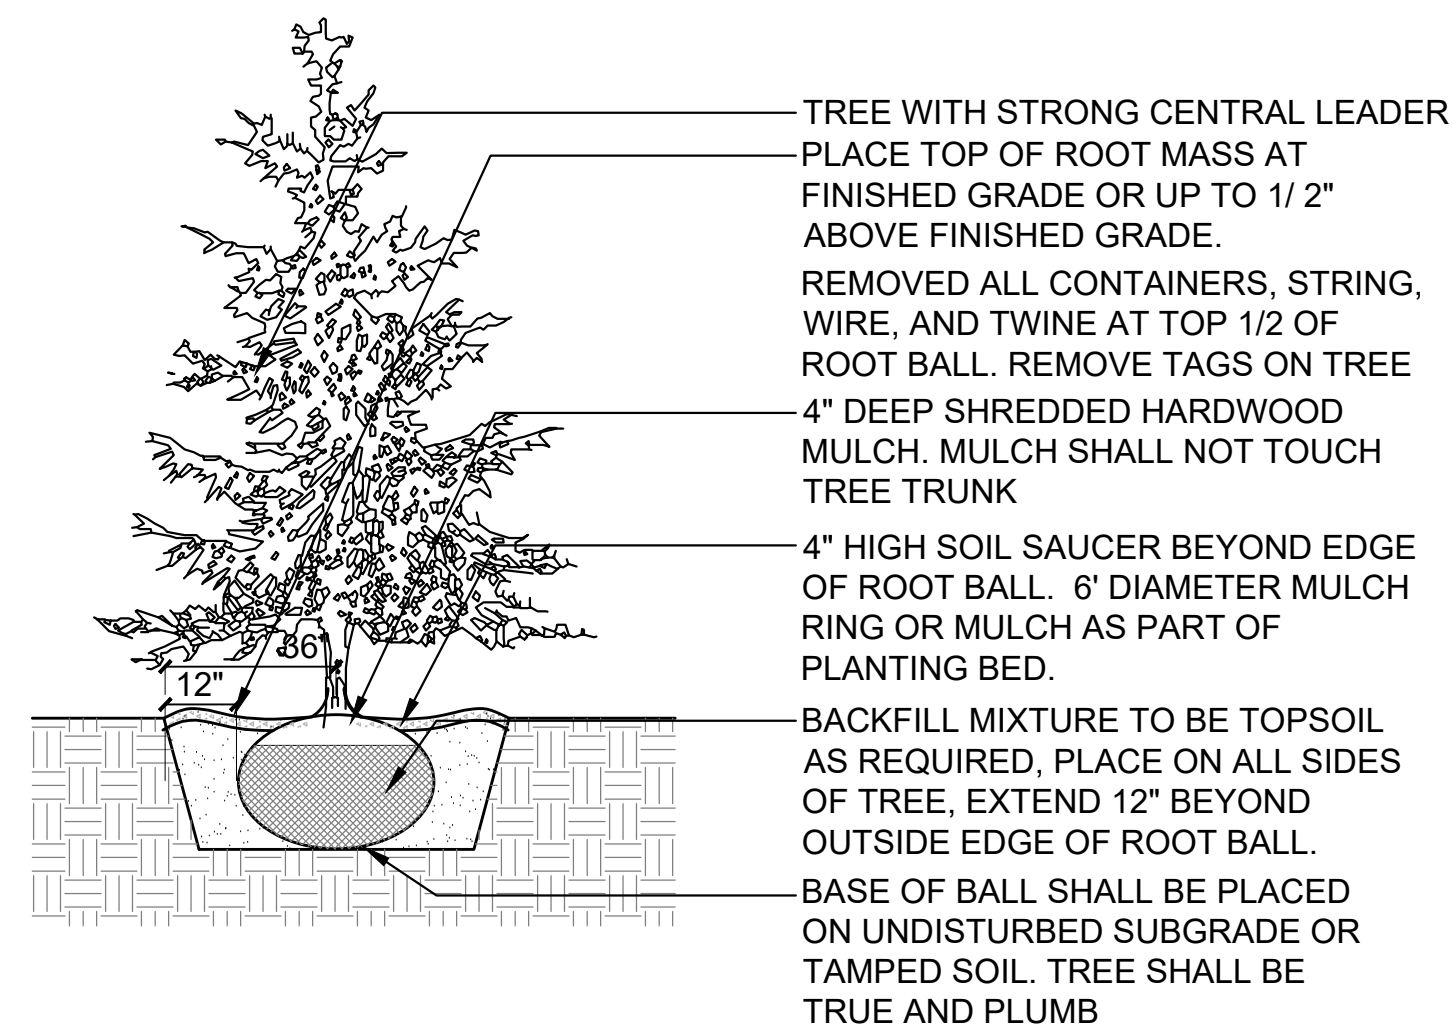 TREE WITH STRONG CENTRAL LEADER
PLACE TOP OF ROOT MASS AT
FINISHED GRADE OR UP TO 1/ 2"
ABOVE FINISHED GRADE.
REMOVED ALL CONTAINERS, STRING,
WIRE, AND TWINE AT TOP 1/2 OF
ROOT BALL. REMOVE TAGS ON TREE
4" DEEP SHREDDED HARDWOOD
MULCH. MULCH SHALL NOT TOUCH
TREE TRUNK
4" HIGH SOIL SAUCER BEYOND EDGE
OF ROOT BALL.  6' DIAMETER MULCH
RING OR MULCH AS PART OF
PLANTING BED.
36"
12"
BACKFILL MIXTURE TO BE TOPSOIL
AS REQUIRED, PLACE ON ALL SIDES
OF TREE, EXTEND 12" BEYOND
OUTSIDE EDGE OF ROOT BALL.
BASE OF BALL SHALL BE PLACED
ON UNDISTURBED SUBGRADE OR
TAMPED SOIL. TREE SHALL BE
TRUE AND PLUMB